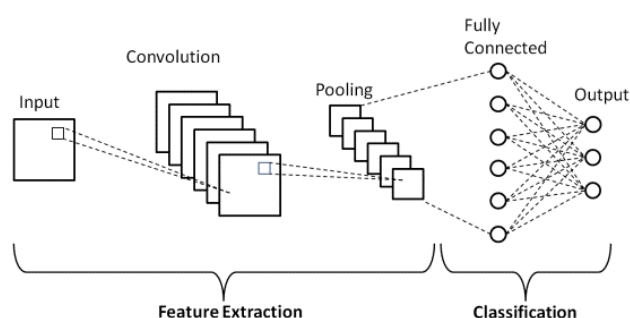 Input
Convolution
Pooling
Fully
Connected
Output
Feature Extraction
Classification